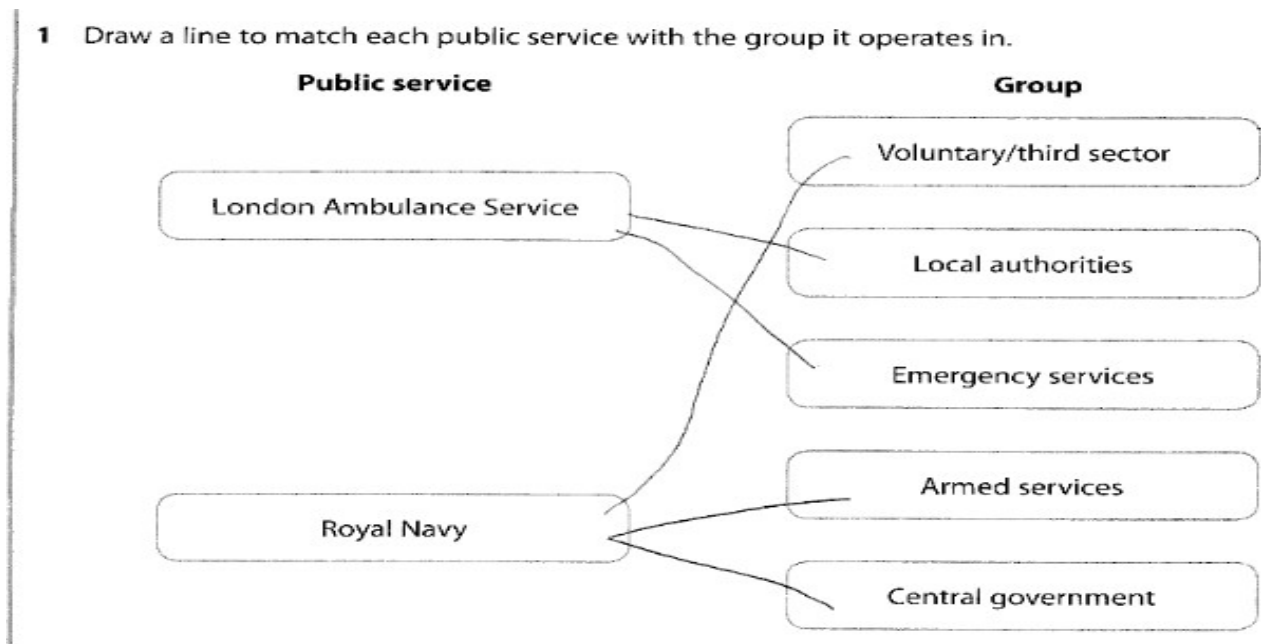 1 Draw a line to match each public service with the group it operates in.
Public service Group
Voluntary/third sector
London Ambulance Service
Local authorities
Emergency services
Armed services
Royal Navy
Central government